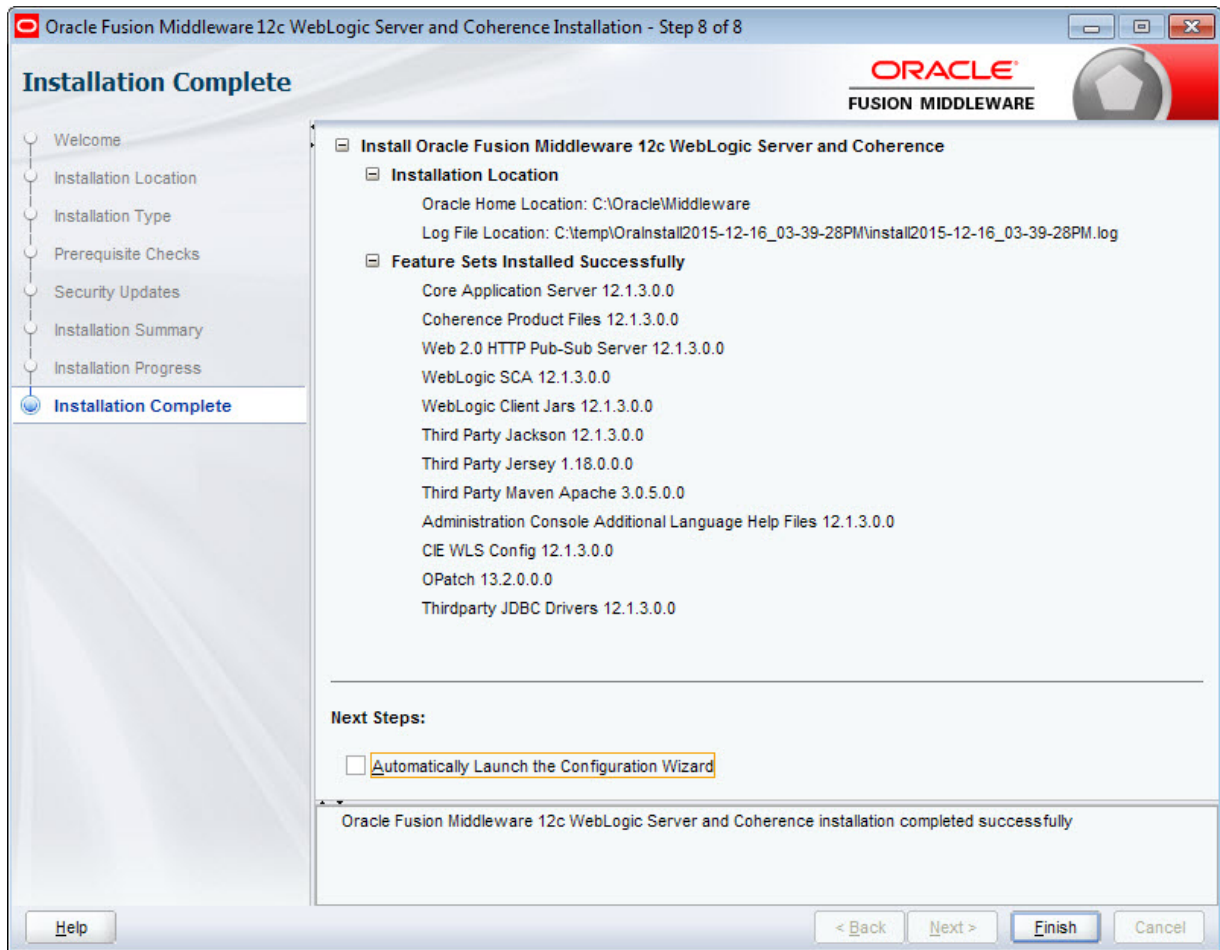 Oracle Fusion Middleware 12c WebLogic Server and Coherence Installation - Step 8 of 8
Installation Complete
ORACLE
FUSION MIDDLEWARE
Welcome
Installation Location
Installation Type
Prerequisite Checks
Security Updates
Installation Summary
Installation Progress
Installation Complete
Install Oracle Fusion Middleware 12c WebLogic Server and Coherence
Installation Location
Oracle Home Location: C:\Oracle\Middleware
Log File Location: C:\temp\OraInstall2015-12-16_03-39-28PM\install2015-12-16_03-39-28PM.log
Feature Sets Installed Successfully
Core Application Server 12.1.3.0.0
Coherence Product Files 12.1.3.0.0
Web 2.0 HTTP Pub-Sub Server 12.1.3.0.0
WebLogic SCA 12.1.3.0.0
WebLogic Client Jars 12.1.3.0.0
Third Party Jackson 12.1.3.0.0
Third Party Jersey 1.18.0.0.0
Third Party Maven Apache 3.0.5.0.0
Administration Console Additional Language Help Files 12.1.3.0.0
CIE WLS Config 12.1.3.0.0
OPatch 13.2.0.0.0
Thirdparty JDBC Drivers 12.1.3.0.0
Next Steps:
Automatically Launch the Configuration Wizard
Oracle Fusion Middleware 12c WebLogic Server and Coherence installation completed successfully
Help
< Back
Next >
Finish
Cancel